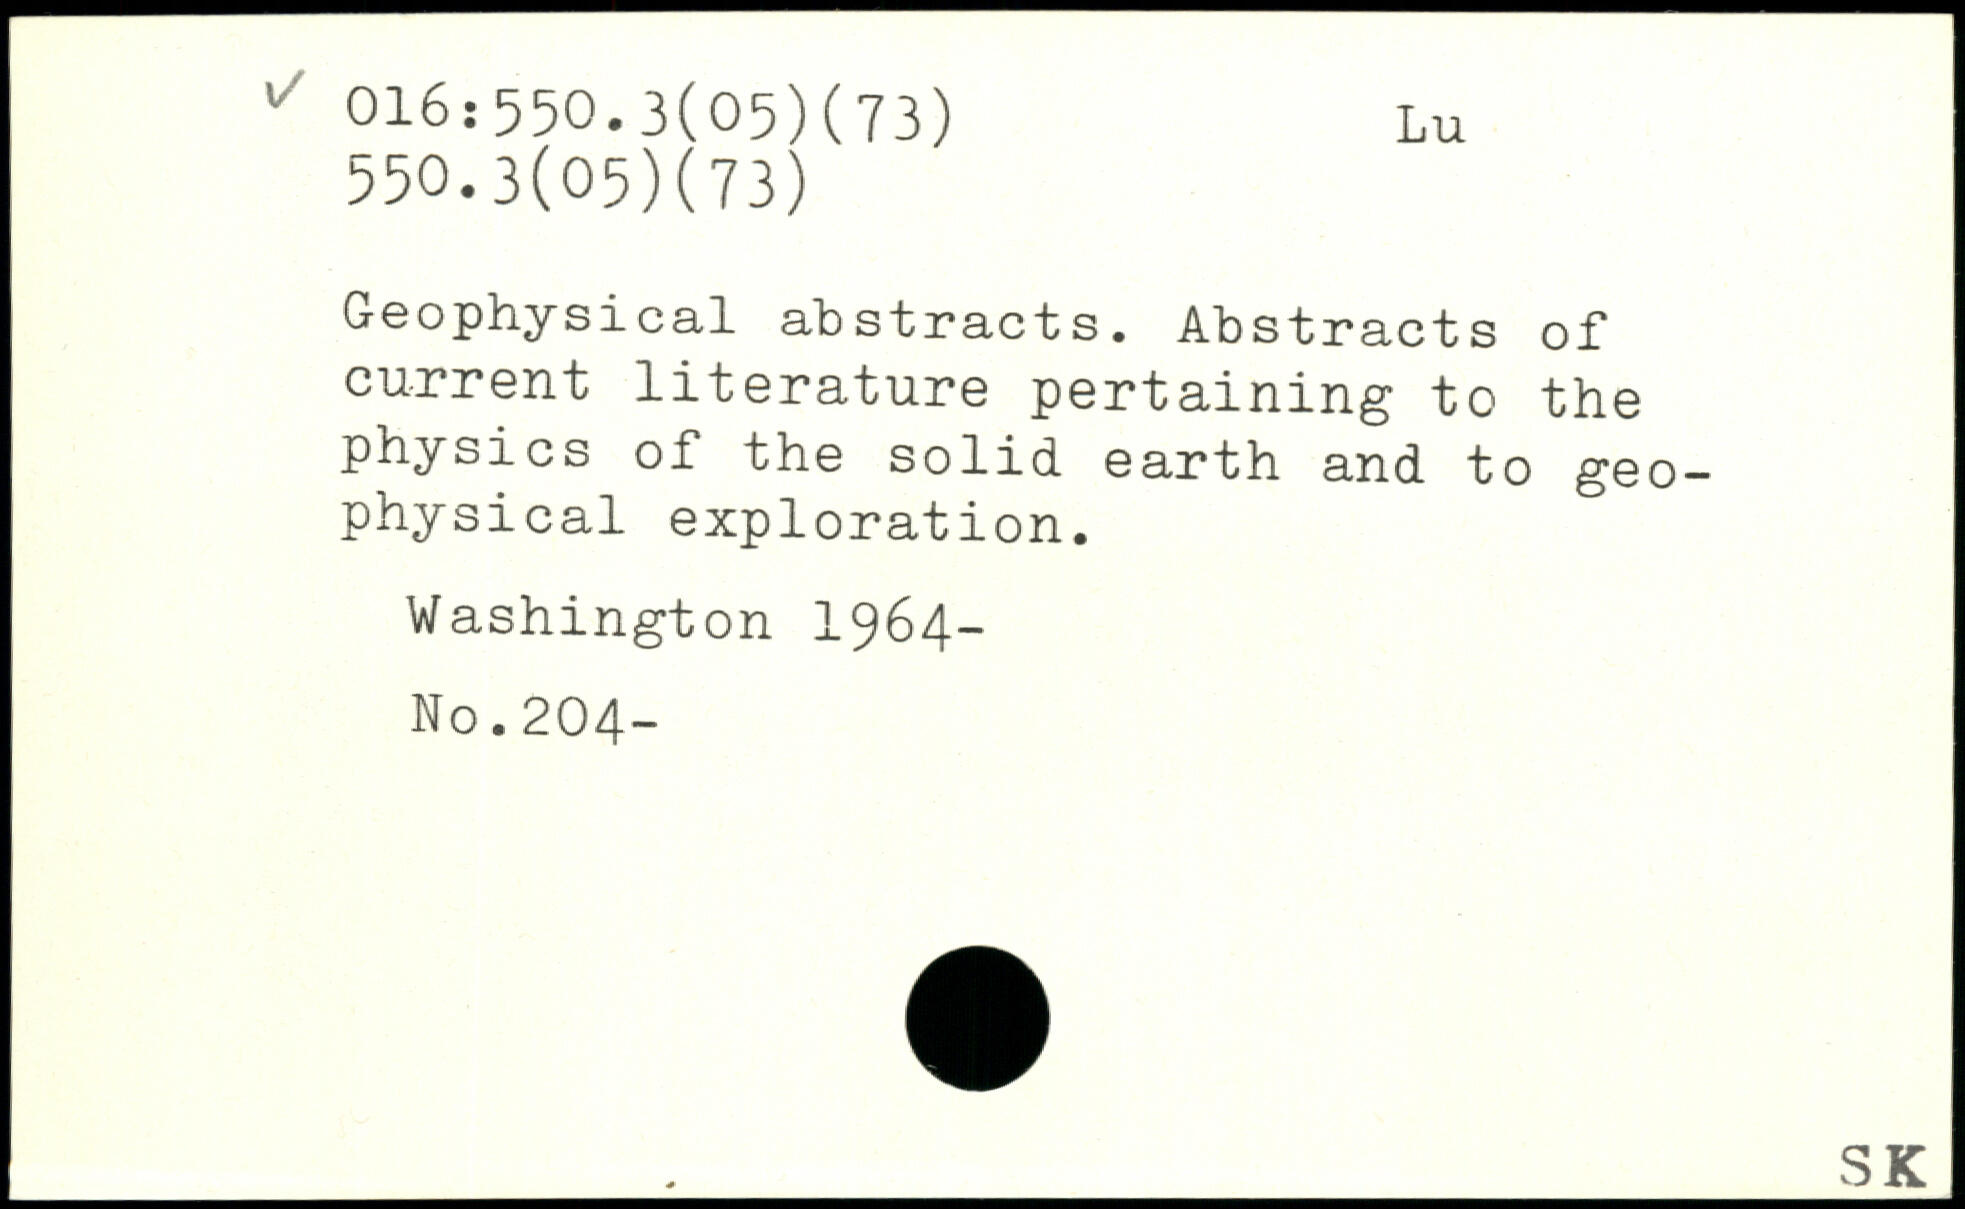 ✓ 016:550.3(05)(73) Lu
550.3(05)(73)
Geophysical abstracts. Abstracts of
current literature pertaining to the
physics of the solid earth and to geo-
physical exploration.
Washington 1964-
No.204-
SK